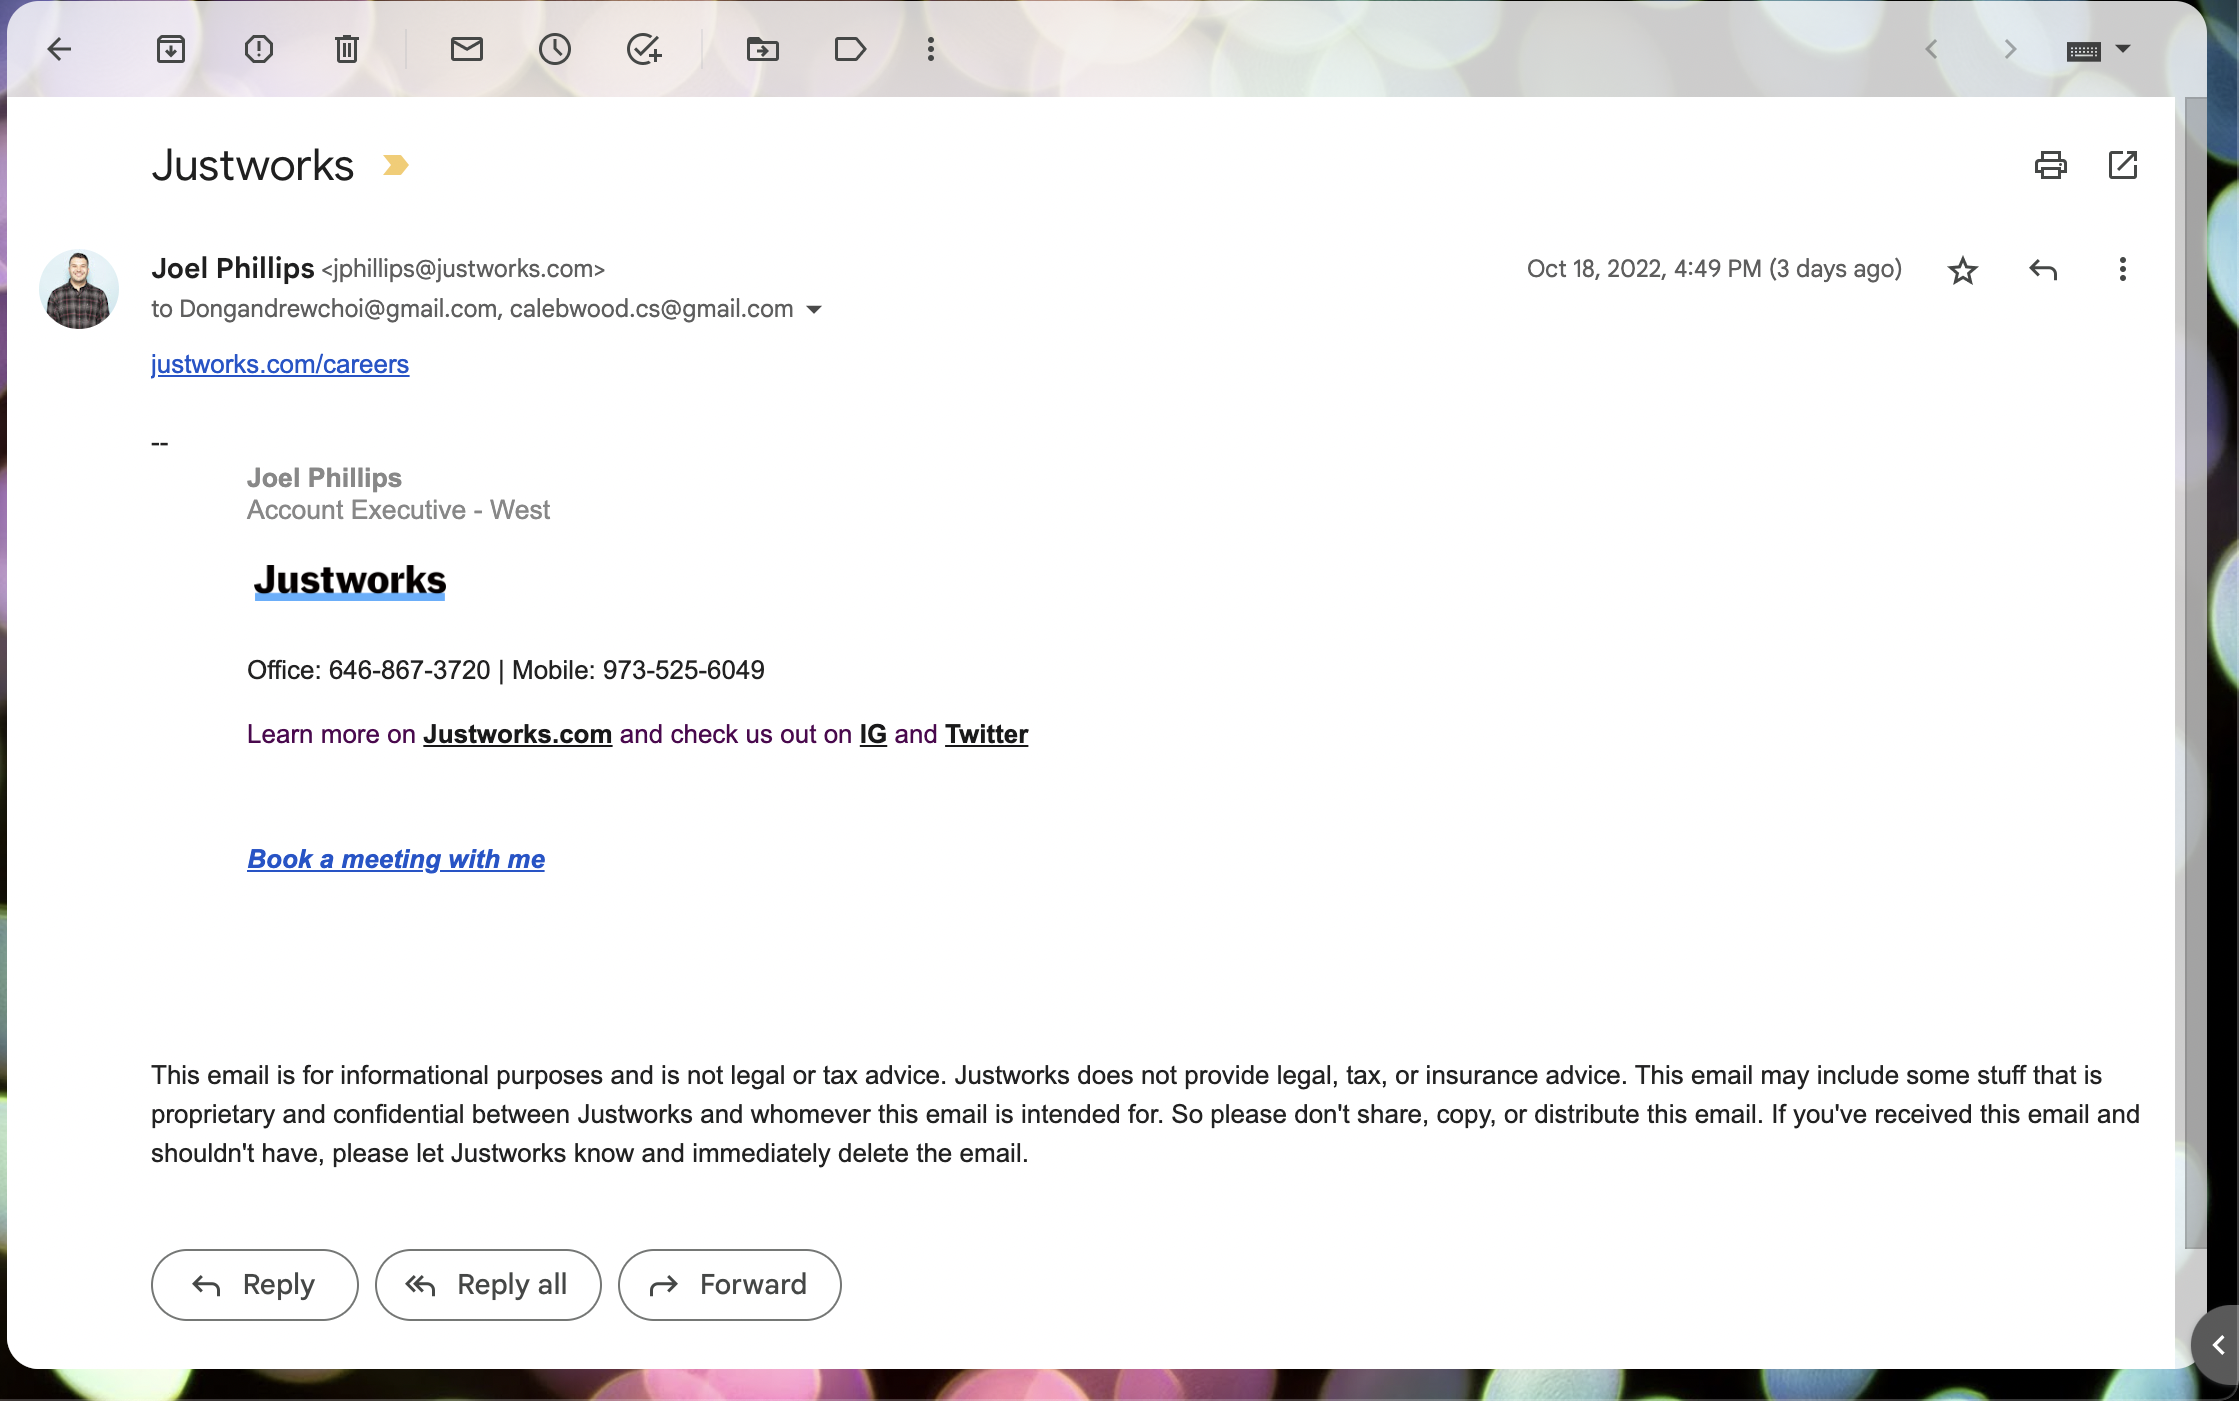 Justworks
Joel Phillips <jphillips@justworks.com>
Oct 18, 2022, 4:49 PM (3 days ago)
to Dongandrewchoi@gmail.com, calebwood.cs@gmail.com
justworks.com/careers
--
Joel Phillips
Account Executive - West
Justworks
Office: 646-867-3720 | Mobile: 973-525-6049
Learn more on Justworks.com and check us out on IG and Twitter
Book a meeting with me
This email is for informational purposes and is not legal or tax advice. Justworks does not provide legal, tax, or insurance advice. This email may include some stuff that is
proprietary and confidential between Justworks and whomever this email is intended for. So please don't share, copy, or distribute this email. If you've received this email and
shouldn't have, please let Justworks know and immediately delete the email.
Reply
Reply all
Forward